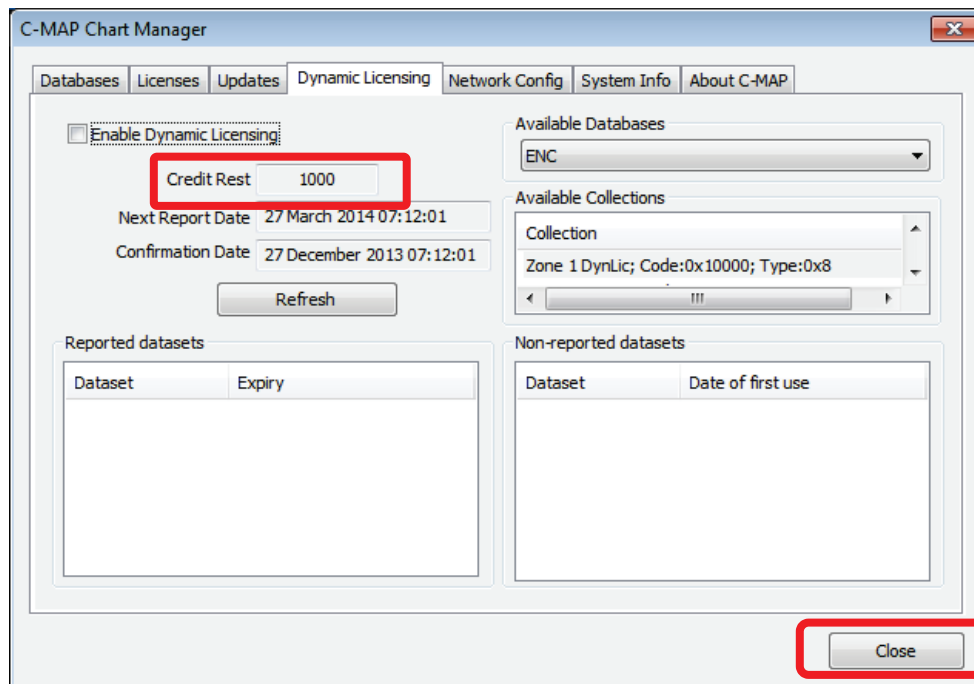 C-MAP Chart Manager
Databases Licenses Updates Dynamic Licensing Network Config System Info About C-MAP
Enable Dynamic Licensing
Credit Rest 1000
Next Report Date 27 March 2014 07:12:01
Confirmation Date 27 December 2013 07:12:01
Refresh
Available Databases
ENC
Available Collections
Collection
Zone 1 DynLic; Code:0x10000; Type:0x8
Reported datasets
Dataset Expiry
Non-reported datasets
Dataset Date of first use
Close